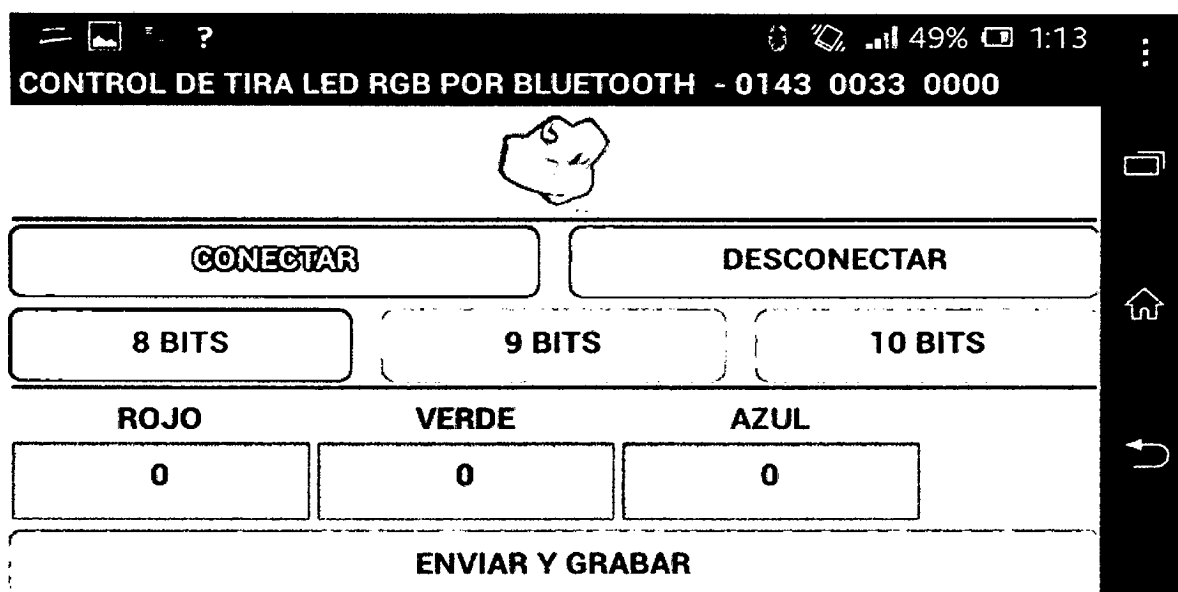 ? 49% 1:13
CONTROL DE TIRA LED RGB POR BLUETOOTH - 0143 0033 0000
CONECTAR DESCONECTAR
8 BITS 9 BITS 10 BITS
ROJO VERDE AZUL
0 0 0
ENVIAR Y GRABAR